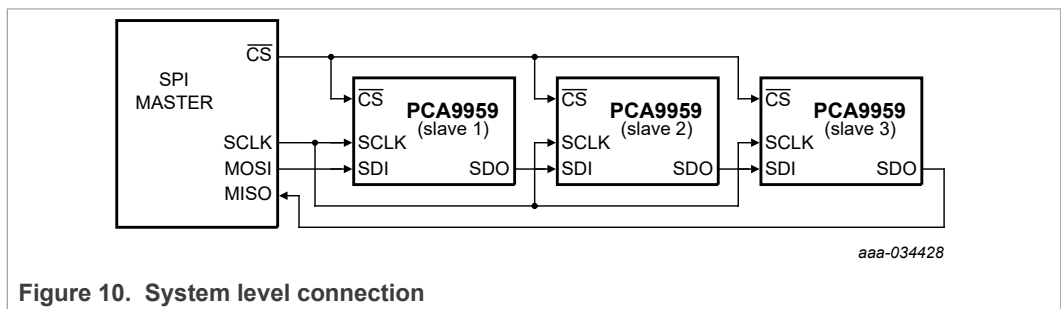 CS
SPI
MASTER
SCLK
MOSI
MISO
CS
PCA9959
(slave 1)
SCLK
SDI
SDO
CS
PCA9959
(slave 2)
SCLK
SDI
SDO
CS
PCA9959
(slave 3)
SCLK
SDI
SDO
aaa-034428
Figure 10. System level connection